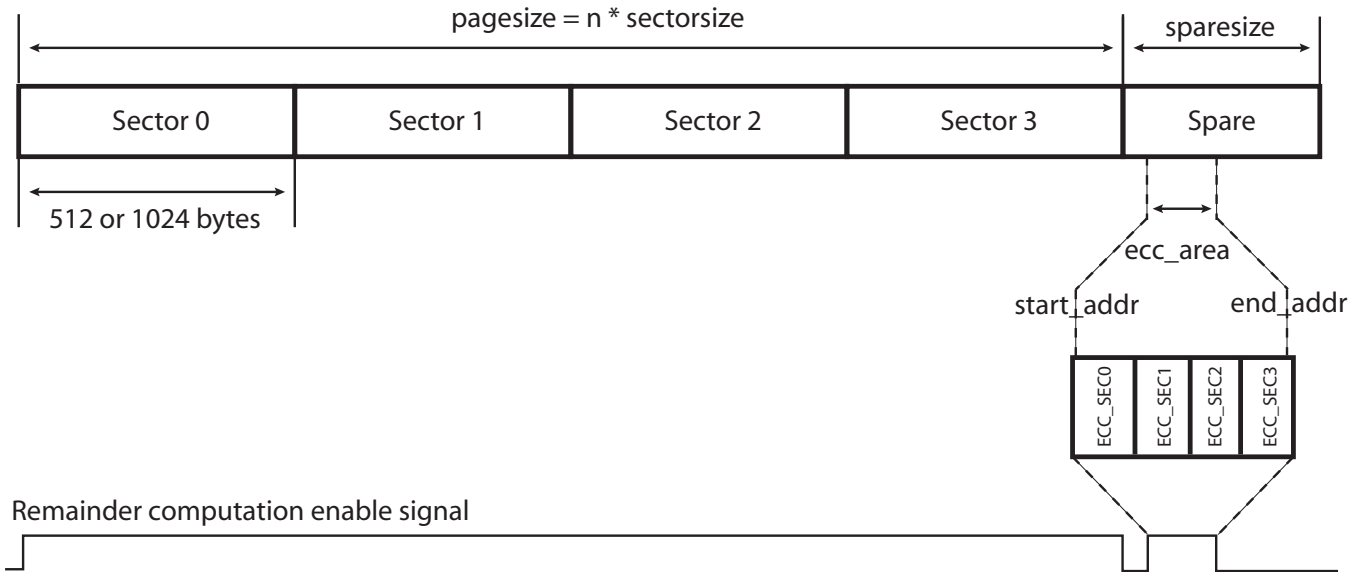 pagesize = n * sectorsize
sparesize
Sector 0
Sector 1
Sector 2
Sector 3
Spare
512 or 1024 bytes
ecc_area
start_addr
end_addr
ECC_SEC0
ECC_SEC1
ECC_SEC2
ECC_SEC3
Remainder computation enable signal